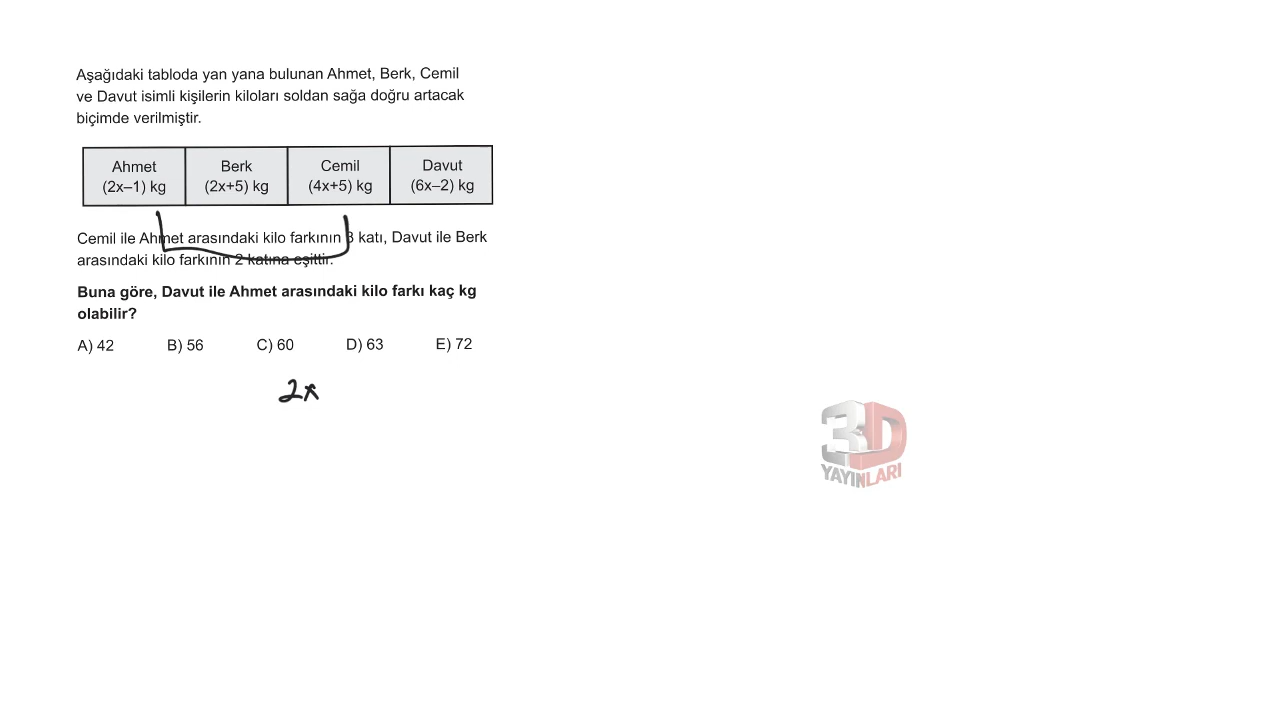 Aşağıdaki tabloda yan yana bulunan Ahmet, Berk, Cemil
ve Davut isimli kişilerin kiloları soldan sağa doğru artacak
biçimde verilmiştir.
Ahmet Berk Cemil Davut
(2x–1) kg (2x+5) kg (4x+5) kg (6x–2) kg
Cemil ile Ahmet arasındaki kilo farkının 3 katı, Davut ile Berk
arasındaki kilo farkının 2 katına eşittir.
Buna göre, Davut ile Ahmet arasındaki kilo farkı kaç kg
olabilir?
A) 42 B) 56 C) 60 D) 63 E) 72
2x
3D
YAYINLARI